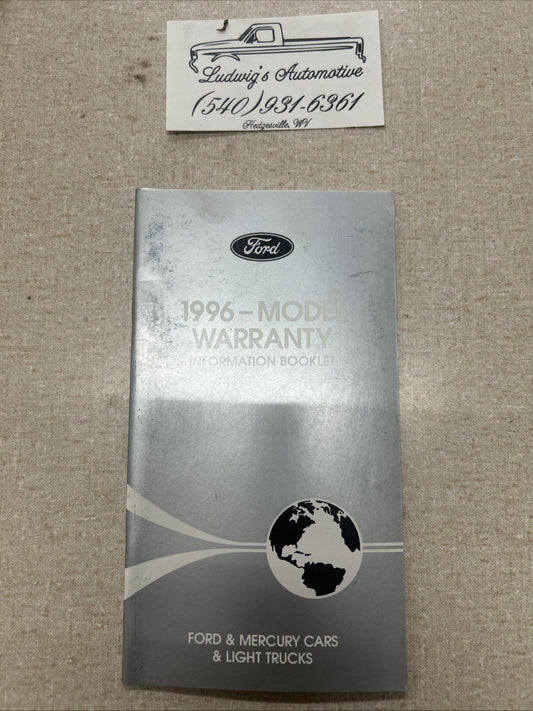 Ludwig's Automotive
(540) 931-6361
Hedgesville, WV
Ford
1996-MODEL
WARRANTY
INFORMATION BOOKLET
FORD & MERCURY CARS
& LIGHT TRUCKS